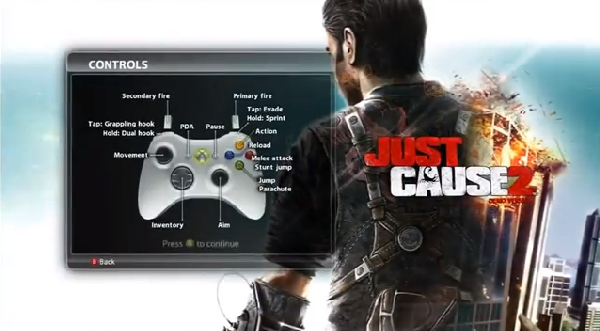 CONTROLS
Secondary fire
Primary fire
Tap: Evade
Hold: Sprint
Tap: Grappling hook
Hold: Dual hook
PDA
Pause
Action
Reload
Melee attack
Stunt jump
Movement
Jump
Parachute
Inventory
Aim
Press A to continue
B Back
JUST
CAUSE 2